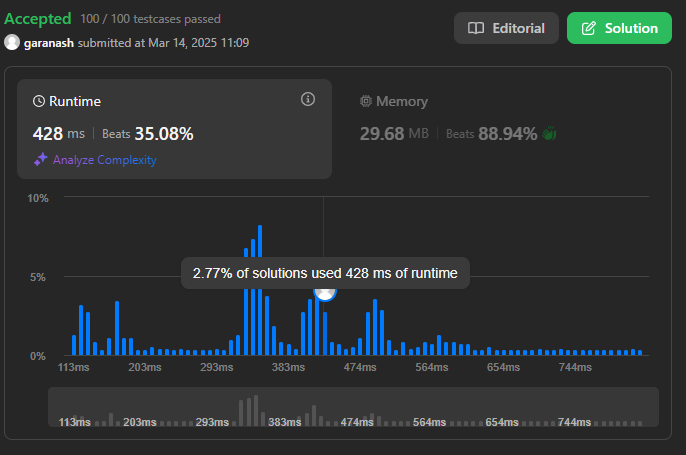 Accepted 100 / 100 testcases passed
garanash submitted at Mar 14, 2025 11:09
Editorial
Solution
Runtime
428 ms | Beats 35.08%
Analyze Complexity
Memory
29.68 MB | Beats 88.94%
10%
2.77% of solutions used 428 ms of runtime
5%
0%
113ms 203ms 293ms 383ms 474ms 564ms 654ms 744ms
113ms 203ms 293ms 383ms 474ms 564ms 654ms 744ms